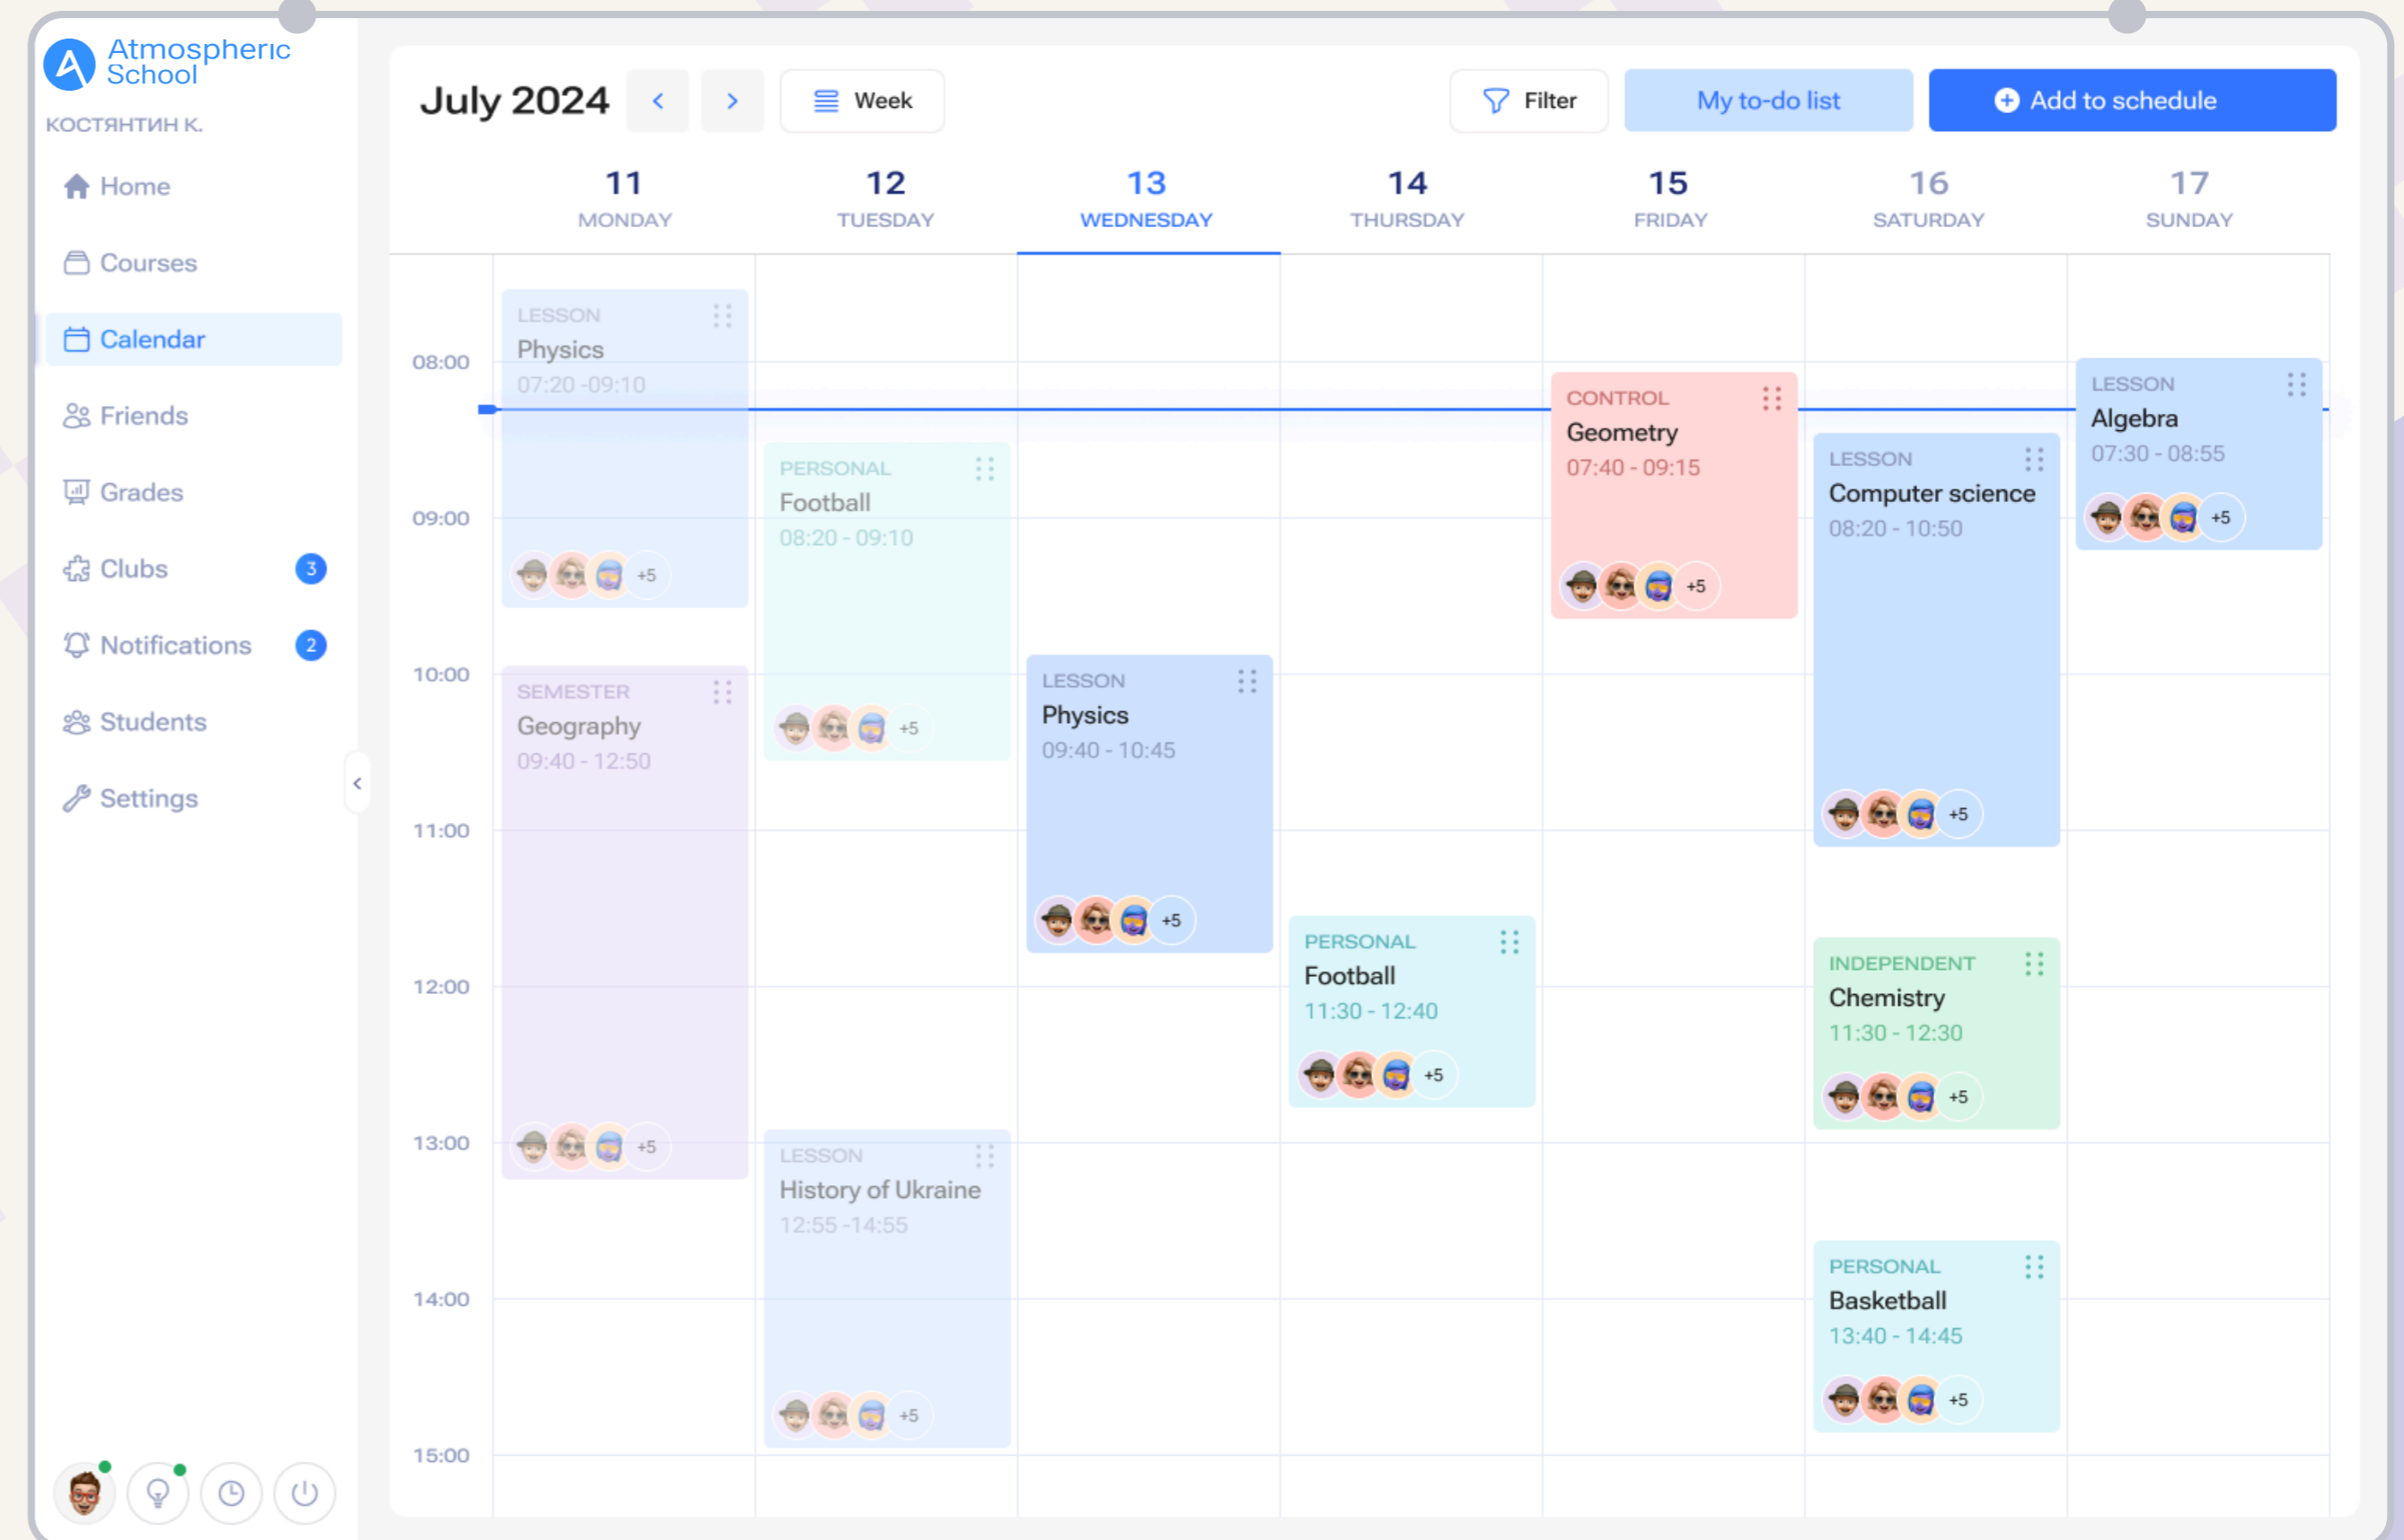 Atmospheric
School
КОСТЯНТИН К.
Home
Courses
Calendar
Friends
Grades
Clubs 3
Notifications 2
Students
Settings
July 2024
Week
Filter
My to-do list
Add to schedule
11
MONDAY
12
TUESDAY
13
WEDNESDAY
14
THURSDAY
15
FRIDAY
16
SATURDAY
17
SUNDAY
08:00
09:00
10:00
11:00
12:00
13:00
14:00
15:00
LESSON
Physics
07:20 -09:10
+5
SEMESTER
Geography
09:40 - 12:50
+5
PERSONAL
Football
08:20 - 09:10
+5
LESSON
History of Ukraine
12:55 -14:55
+5
LESSON
Physics
09:40 - 10:45
+5
PERSONAL
Football
11:30 - 12:40
+5
CONTROL
Geometry
07:40 - 09:15
+5
LESSON
Computer science
08:20 - 10:50
+5
INDEPENDENT
Chemistry
11:30 - 12:30
+5
PERSONAL
Basketball
13:40 - 14:45
+5
LESSON
Algebra
07:30 - 08:55
+5